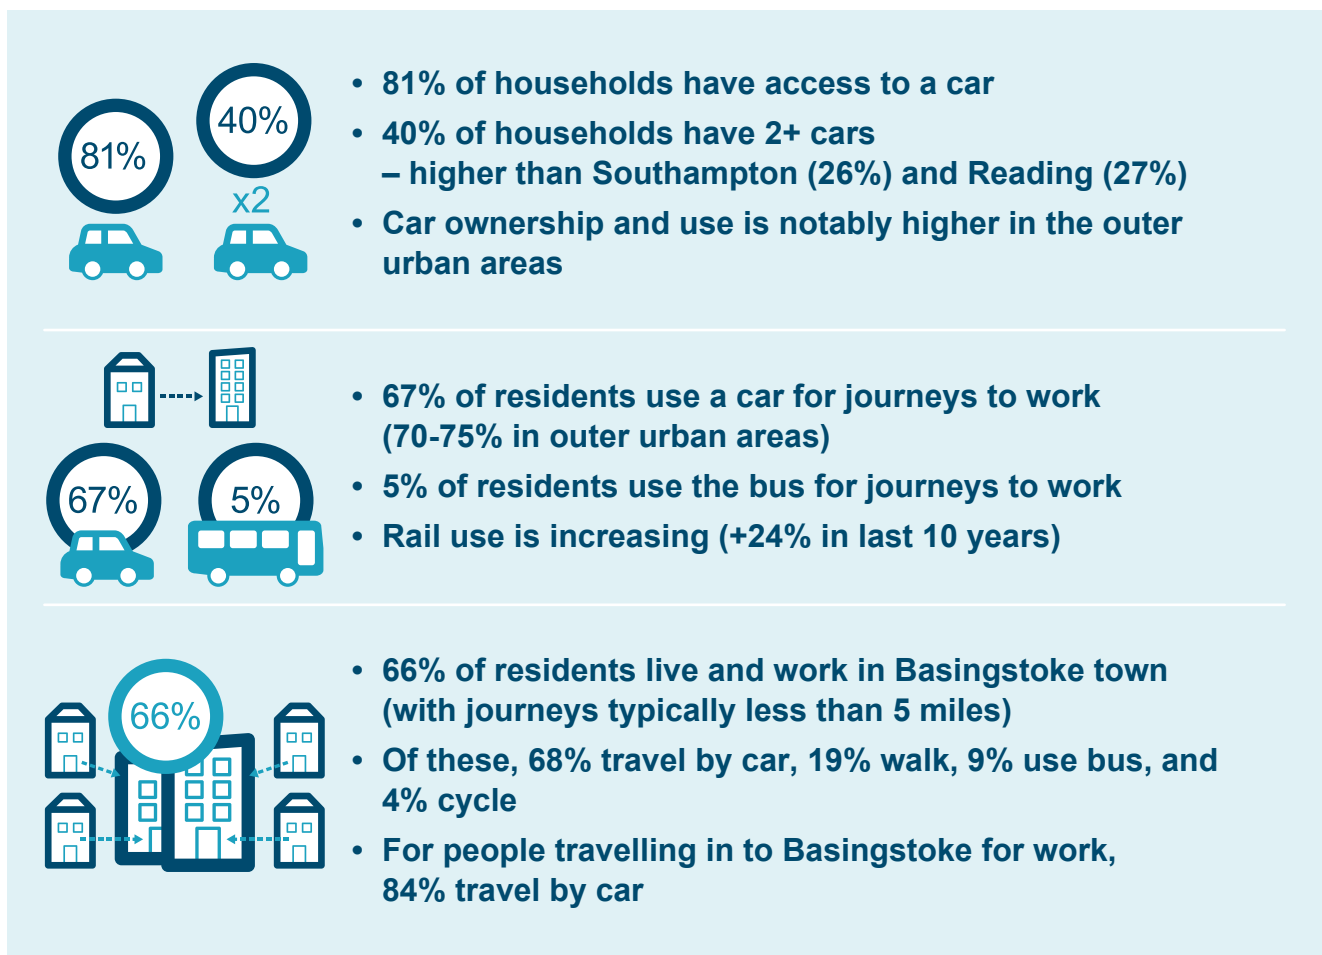 81%
40%
x2
• 81% of households have access to a car
• 40% of households have 2+ cars
– higher than Southampton (26%) and Reading (27%)
• Car ownership and use is notably higher in the outer
urban areas
67%
5%
• 67% of residents use a car for journeys to work
(70-75% in outer urban areas)
• 5% of residents use the bus for journeys to work
• Rail use is increasing (+24% in last 10 years)
66%
• 66% of residents live and work in Basingstoke town
(with journeys typically less than 5 miles)
• Of these, 68% travel by car, 19% walk, 9% use bus, and
4% cycle
• For people travelling in to Basingstoke for work,
84% travel by car